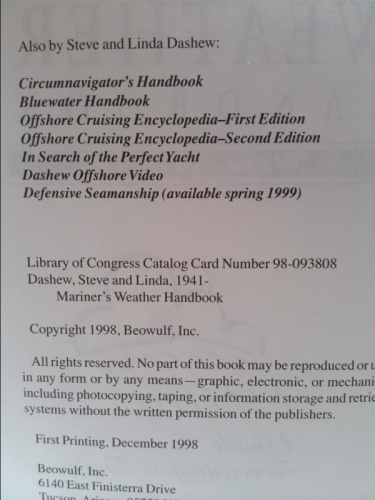 Also by Steve and Linda Dashew:
Circumnavigator's Handbook
Bluewater Handbook
Offshore Cruising Encyclopedia–First Edition
Offshore Cruising Encyclopedia–Second Edition
In Search of the Perfect Yacht
Dashew Offshore Video
Defensive Seamanship (available spring 1999)
Library of Congress Catalog Card Number 98-093808
Dashew, Steve and Linda, 1941-
Mariner's Weather Handbook
Copyright 1998, Beowulf, Inc.
All rights reserved. No part of this book may be reproduced or u
in any form or by any means—graphic, electronic, or mechani
including photocopying, taping, or information storage and retrie
systems without the written permission of the publishers.
First Printing, December 1998
Beowulf, Inc.
6140 East Finisterra Drive
Tucson, Arizona